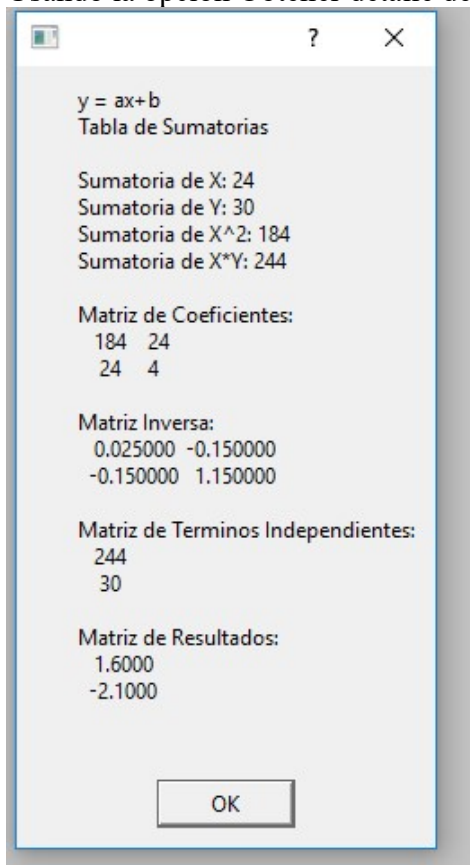 ?
y = ax+b
Tabla de Sumatorias
Sumatoria de X: 24
Sumatoria de Y: 30
Sumatoria de X^2: 184
Sumatoria de X*Y: 244
Matriz de Coeficientes:
184 24
24 4
Matriz Inversa:
0.025000 -0.150000
-0.150000 1.150000
Matriz de Terminos Independientes:
244
30
Matriz de Resultados:
1.6000
-2.1000
OK